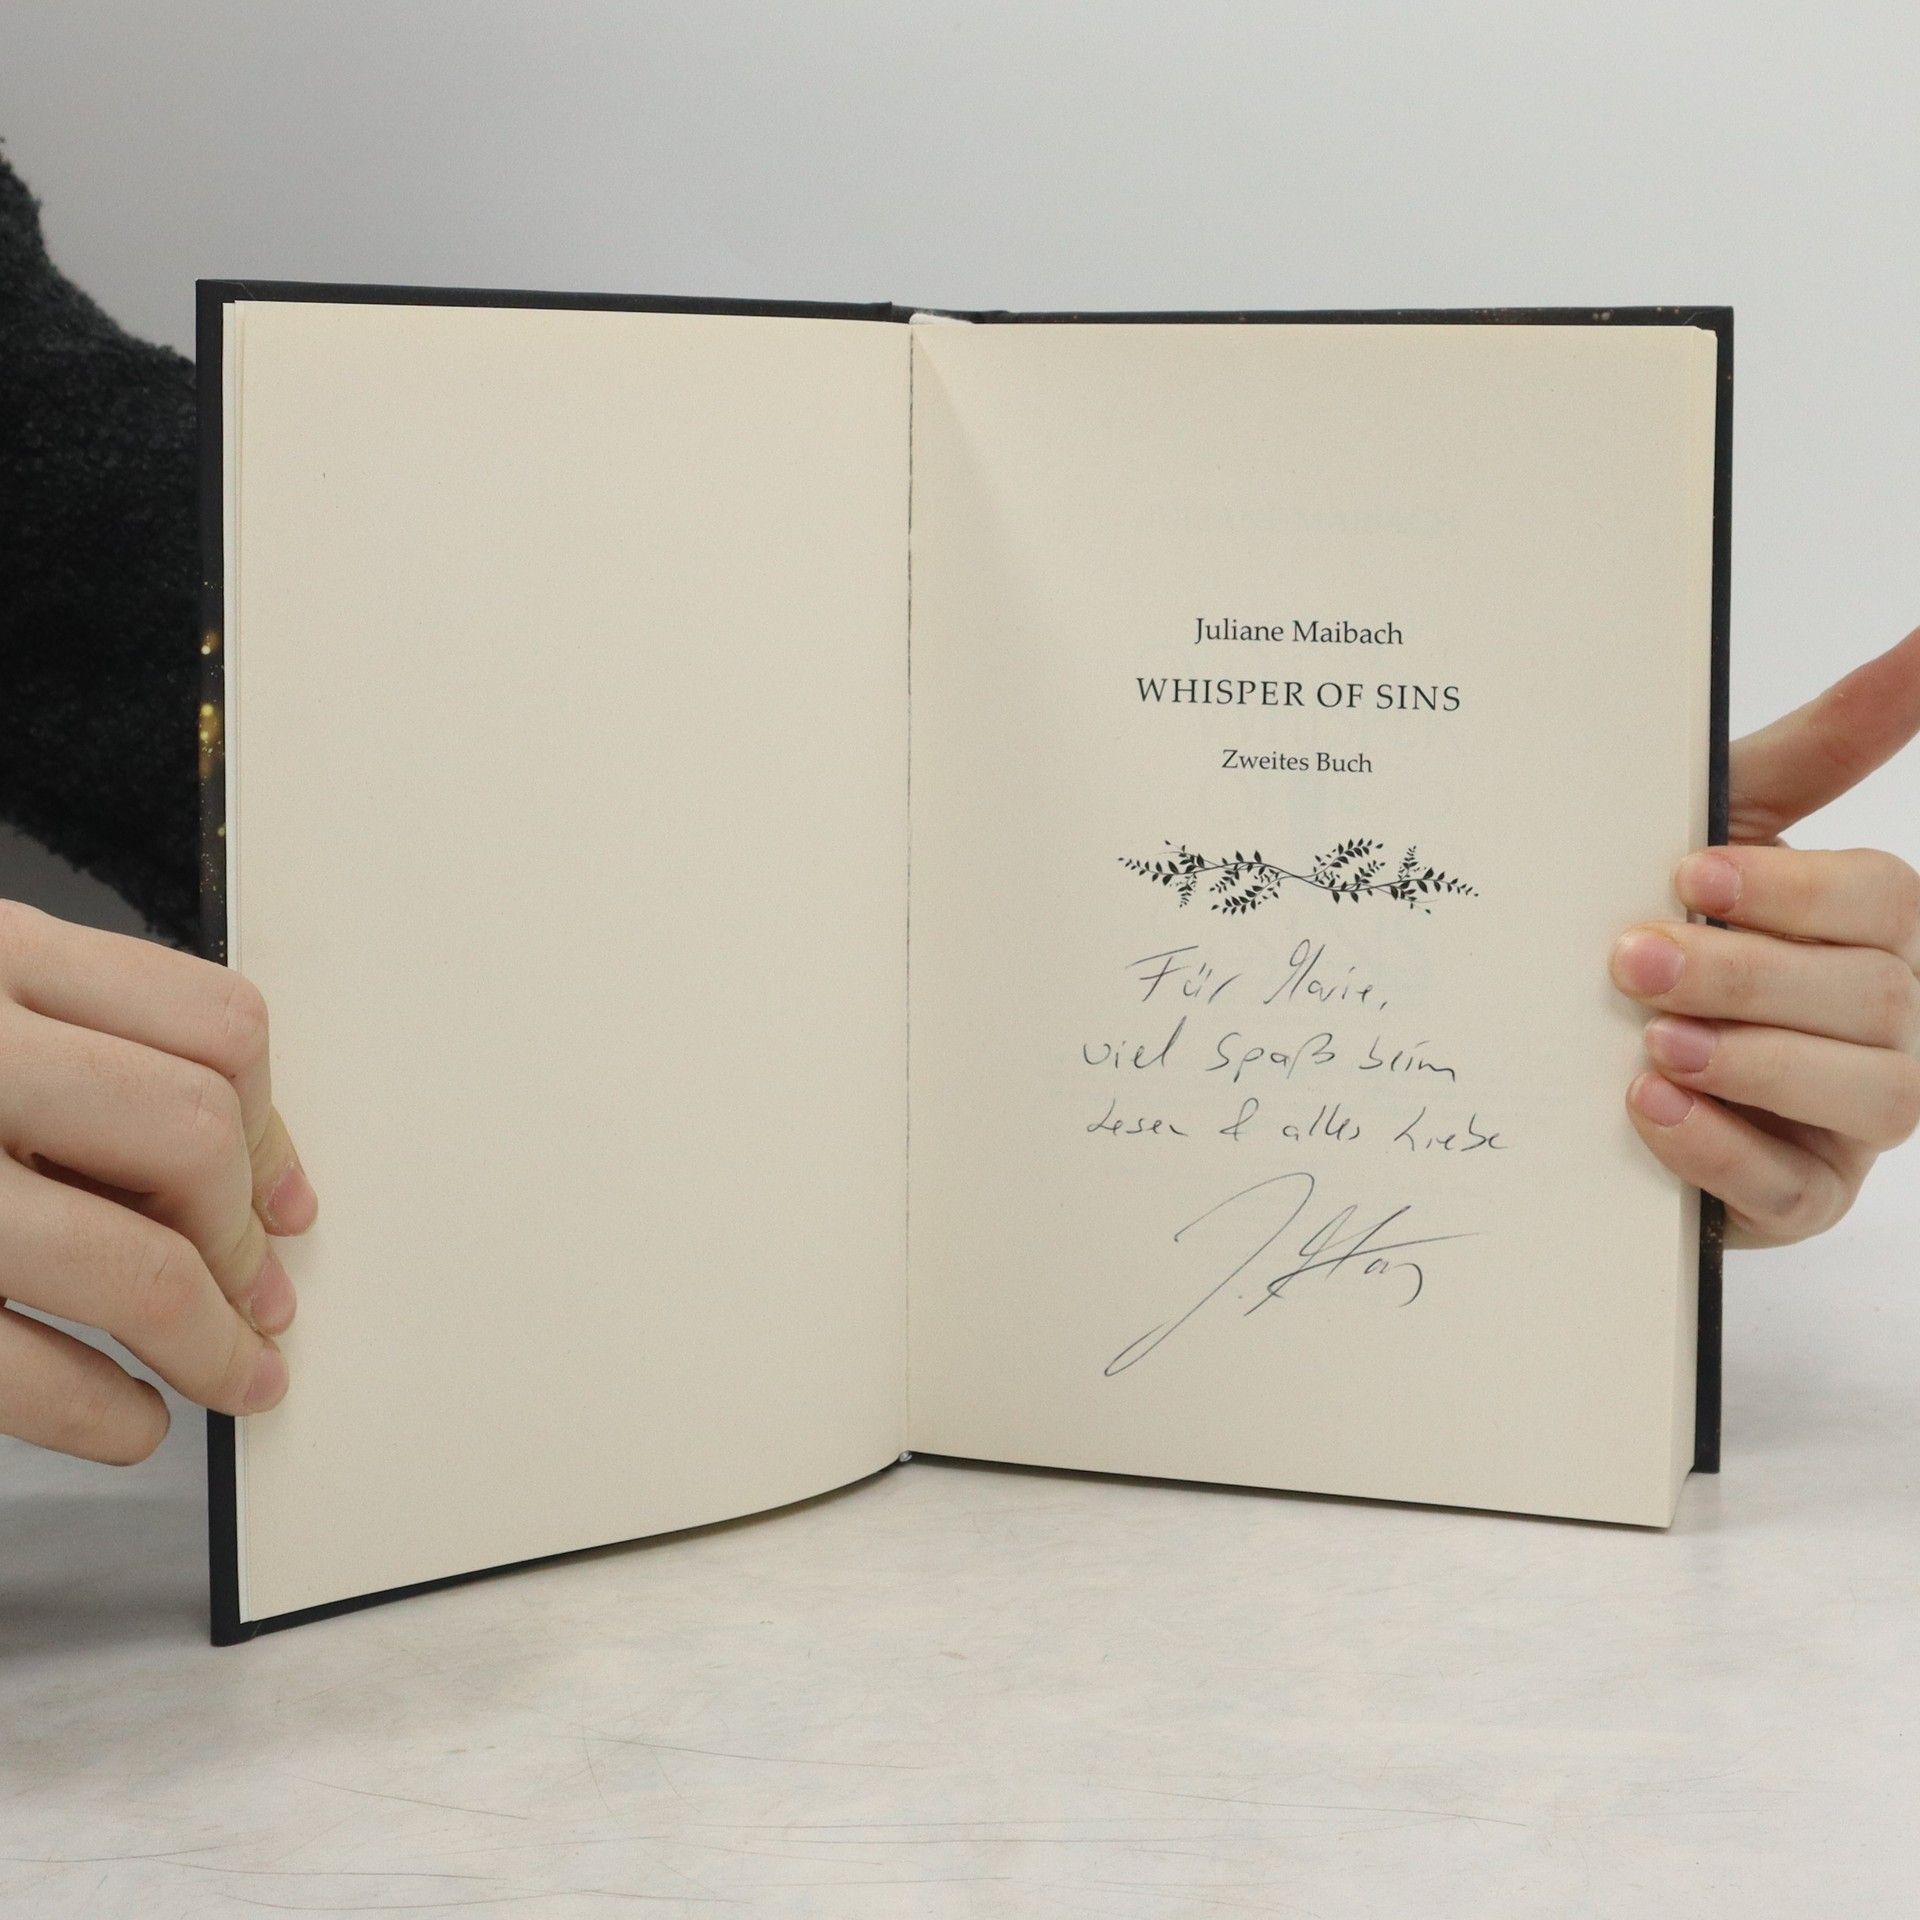 Juliane Maibach
WHISPER OF SINS
Zweites Buch
Für Marie,
viel Spaß beim
Lesen & alles Liebe